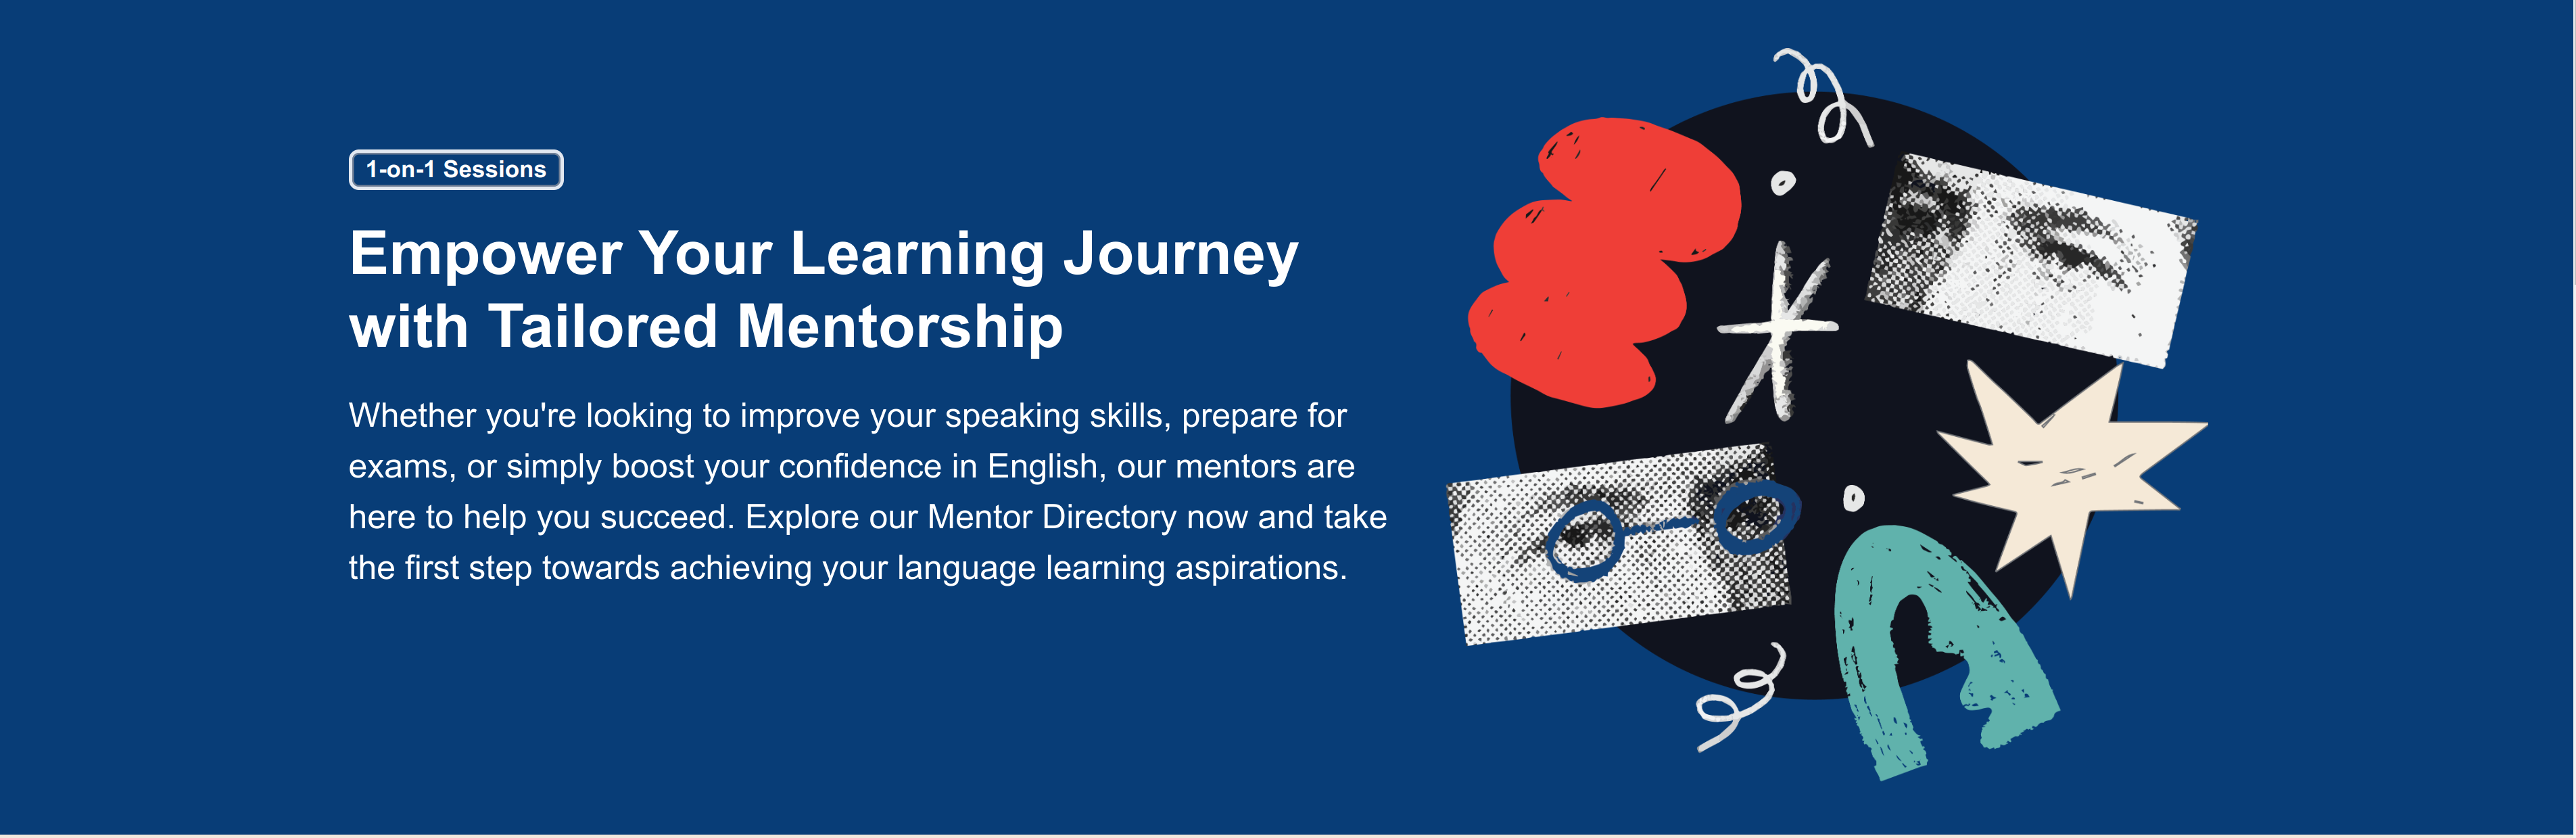 1-on-1 Sessions
Empower Your Learning Journey
with Tailored Mentorship
Whether you're looking to improve your speaking skills, prepare for
exams, or simply boost your confidence in English, our mentors are
here to help you succeed. Explore our Mentor Directory now and take
the first step towards achieving your language learning aspirations.